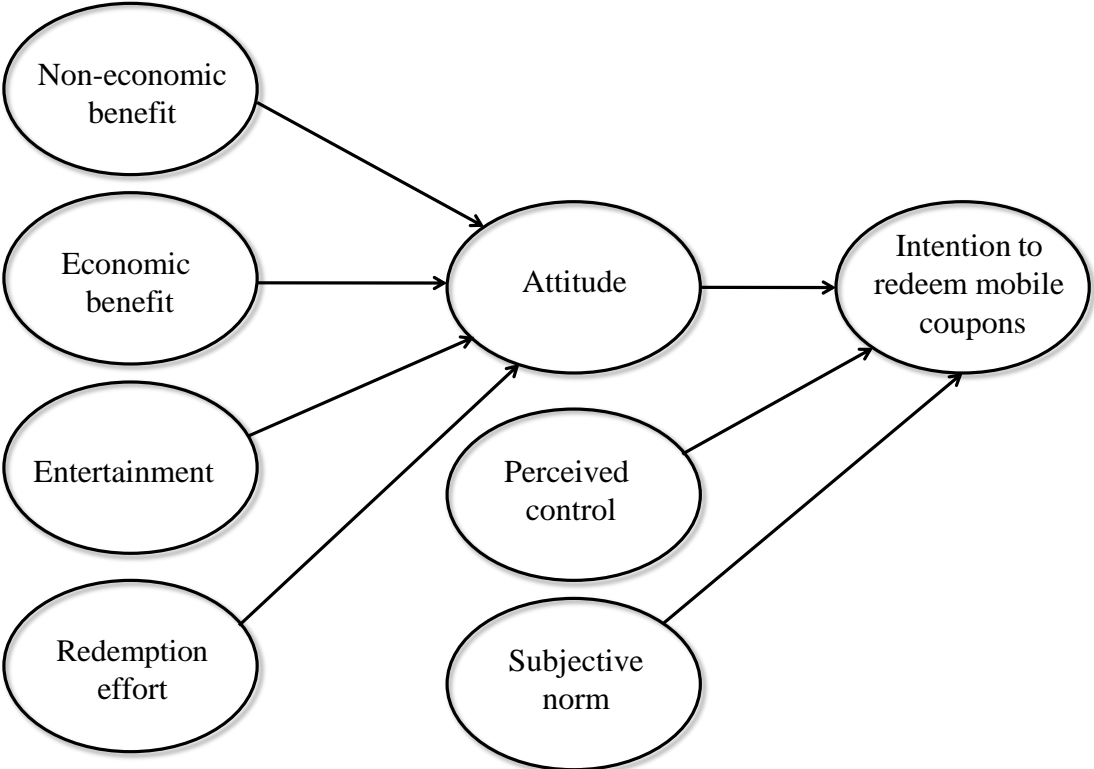 Non-economic
benefit
Economic
benefit
Entertainment
Redemption
effort
Attitude
Perceived
control
Subjective
norm
Intention to
redeem mobile
coupons